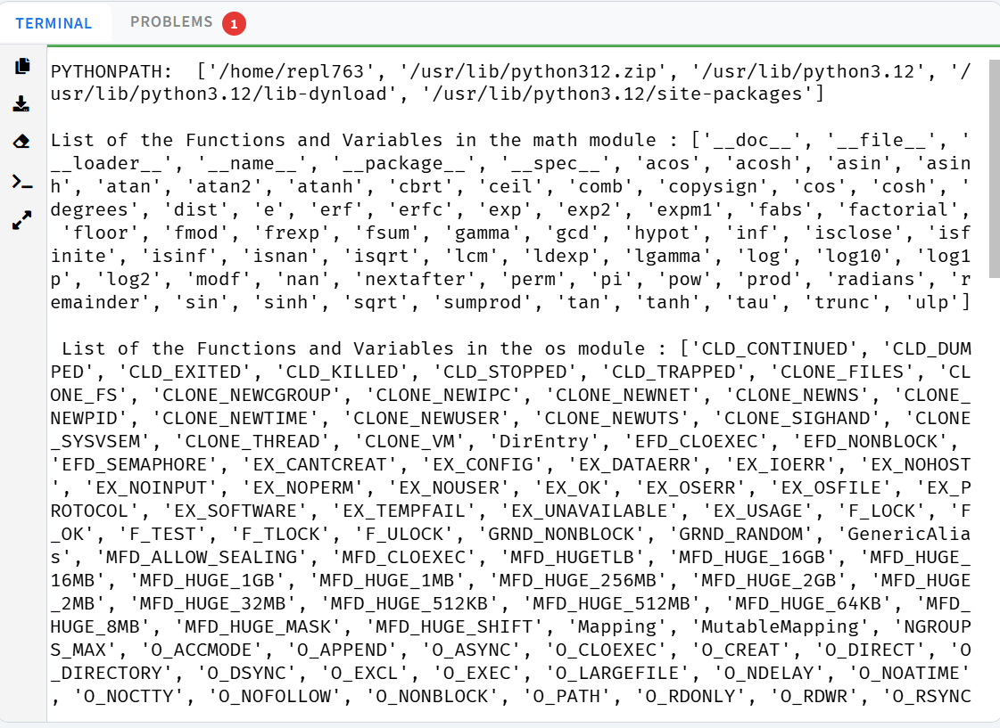 TERMINAL PROBLEMS 1
PYTHONPATH:  ['/home/repl763', '/usr/lib/python312.zip', '/usr/lib/python3.12', '/
usr/lib/python3.12/lib-dynload', '/usr/lib/python3.12/site-packages']
List of the Functions and Variables in the math module : ['__doc__', '__file__', '
__loader__', '__name__', '__package__', '__spec__', 'acos', 'acosh', 'asin', 'asin
h', 'atan', 'atan2', 'atanh', 'cbrt', 'ceil', 'comb', 'copysign', 'cos', 'cosh', '
degrees', 'dist', 'e', 'erf', 'erfc', 'exp', 'exp2', 'expm1', 'fabs', 'factorial',
 'floor', 'fmod', 'frexp', 'fsum', 'gamma', 'gcd', 'hypot', 'inf', 'isclose', 'isf
inite', 'isinf', 'isnan', 'isqrt', 'lcm', 'ldexp', 'lgamma', 'log', 'log10', 'log1
p', 'log2', 'modf', 'nan', 'nextafter', 'perm', 'pi', 'pow', 'prod', 'radians', 'r
emainder', 'sin', 'sinh', 'sqrt', 'sumprod', 'tan', 'tanh', 'tau', 'trunc', 'ulp']
 List of the Functions and Variables in the os module : ['CLD_CONTINUED', 'CLD_DUM
PED', 'CLD_EXITED', 'CLD_KILLED', 'CLD_STOPPED', 'CLD_TRAPPED', 'CLONE_FILES', 'CL
ONE_FS', 'CLONE_NEWCGROUP', 'CLONE_NEWIPC', 'CLONE_NEWNET', 'CLONE_NEWNS', 'CLONE_
NEWPID', 'CLONE_NEWTIME', 'CLONE_NEWUSER', 'CLONE_NEWUTS', 'CLONE_SIGHAND', 'CLONE
_SYSVSEM', 'CLONE_THREAD', 'CLONE_VM', 'DirEntry', 'EFD_CLOEXEC', 'EFD_NONBLOCK',
'EFD_SEMAPHORE', 'EX_CANTCREAT', 'EX_CONFIG', 'EX_DATAERR', 'EX_IOERR', 'EX_NOHOST
', 'EX_NOINPUT', 'EX_NOPERM', 'EX_NOUSER', 'EX_OK', 'EX_OSERR', 'EX_OSFILE', 'EX_P
ROTOCOL', 'EX_SOFTWARE', 'EX_TEMPFAIL', 'EX_UNAVAILABLE', 'EX_USAGE', 'F_LOCK', 'F
_OK', 'F_TEST', 'F_TLOCK', 'F_ULOCK', 'GRND_NONBLOCK', 'GRND_RANDOM', 'GenericAlia
s', 'MFD_ALLOW_SEALING', 'MFD_CLOEXEC', 'MFD_HUGETLB', 'MFD_HUGE_16GB', 'MFD_HUGE_
16MB', 'MFD_HUGE_1GB', 'MFD_HUGE_1MB', 'MFD_HUGE_256MB', 'MFD_HUGE_2GB', 'MFD_HUGE
_2MB', 'MFD_HUGE_32MB', 'MFD_HUGE_512KB', 'MFD_HUGE_512MB', 'MFD_HUGE_64KB', 'MFD_
HUGE_8MB', 'MFD_HUGE_MASK', 'MFD_HUGE_SHIFT', 'Mapping', 'MutableMapping', 'NGROUP
S_MAX', 'O_ACCMODE', 'O_APPEND', 'O_ASYNC', 'O_CLOEXEC', 'O_CREAT', 'O_DIRECT', 'O
_DIRECTORY', 'O_DSYNC', 'O_EXCL', 'O_EXEC', 'O_LARGEFILE', 'O_NDELAY', 'O_NOATIME'
, 'O_NOCTTY', 'O_NOFOLLOW', 'O_NONBLOCK', 'O_PATH', 'O_RDONLY', 'O_RDWR', 'O_RSYNC